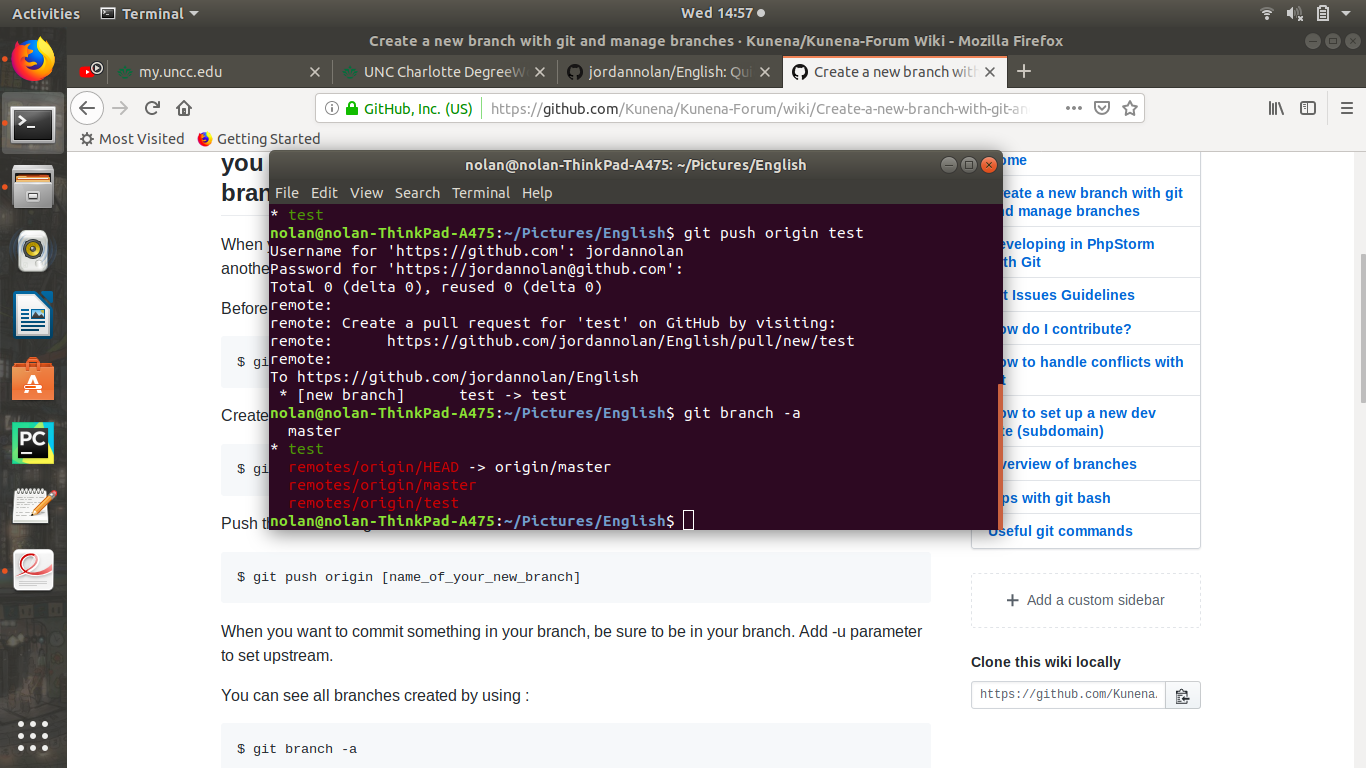 Activities Terminal Wed 14:57
Create a new branch with git and manage branches · Kunena/Kunena-Forum Wiki - Mozilla Firefox
my.uncc.edu UNC Charlotte DegreeW jordannolan/English: Qui Create a new branch with
GitHub, Inc. (US) https://github.com/Kunena/Kunena-Forum/wiki/Create-a-new-branch-with-git-an
Most Visited Getting Started
you
bran
When
anothe
Before
$ gi
Create
$ gi
Push t
nolan@nolan-ThinkPad-A475: ~/Pictures/English
File Edit View Search Terminal Help
* test
nolan@nolan-ThinkPad-A475:~/Pictures/English$ git push origin test
Username for 'https://github.com': jordannolan
Password for 'https://jordannolan@github.com':
Total 0 (delta 0), reused 0 (delta 0)
remote:
remote: Create a pull request for 'test' on GitHub by visiting:
remote:      https://github.com/jordannolan/English/pull/new/test
remote:
To https://github.com/jordannolan/English
 * [new branch]      test -> test
nolan@nolan-ThinkPad-A475:~/Pictures/English$ git branch -a
  master
* test
  remotes/origin/HEAD -> origin/master
  remotes/origin/master
  remotes/origin/test
nolan@nolan-ThinkPad-A475:~/Pictures/English$
$ git push origin [name_of_your_new_branch]
When you want to commit something in your branch, be sure to be in your branch. Add -u parameter
to set upstream.
You can see all branches created by using :
$ git branch -a
ome
eate a new branch with git
nd manage branches
eveloping in PhpStorm
th Git
t Issues Guidelines
ow do I contribute?
ow to handle conflicts with
t
ow to set up a new dev
te (subdomain)
verview of branches
ps with git bash
Useful git commands
+ Add a custom sidebar
Clone this wiki locally
https://github.com/Kunena.
PC